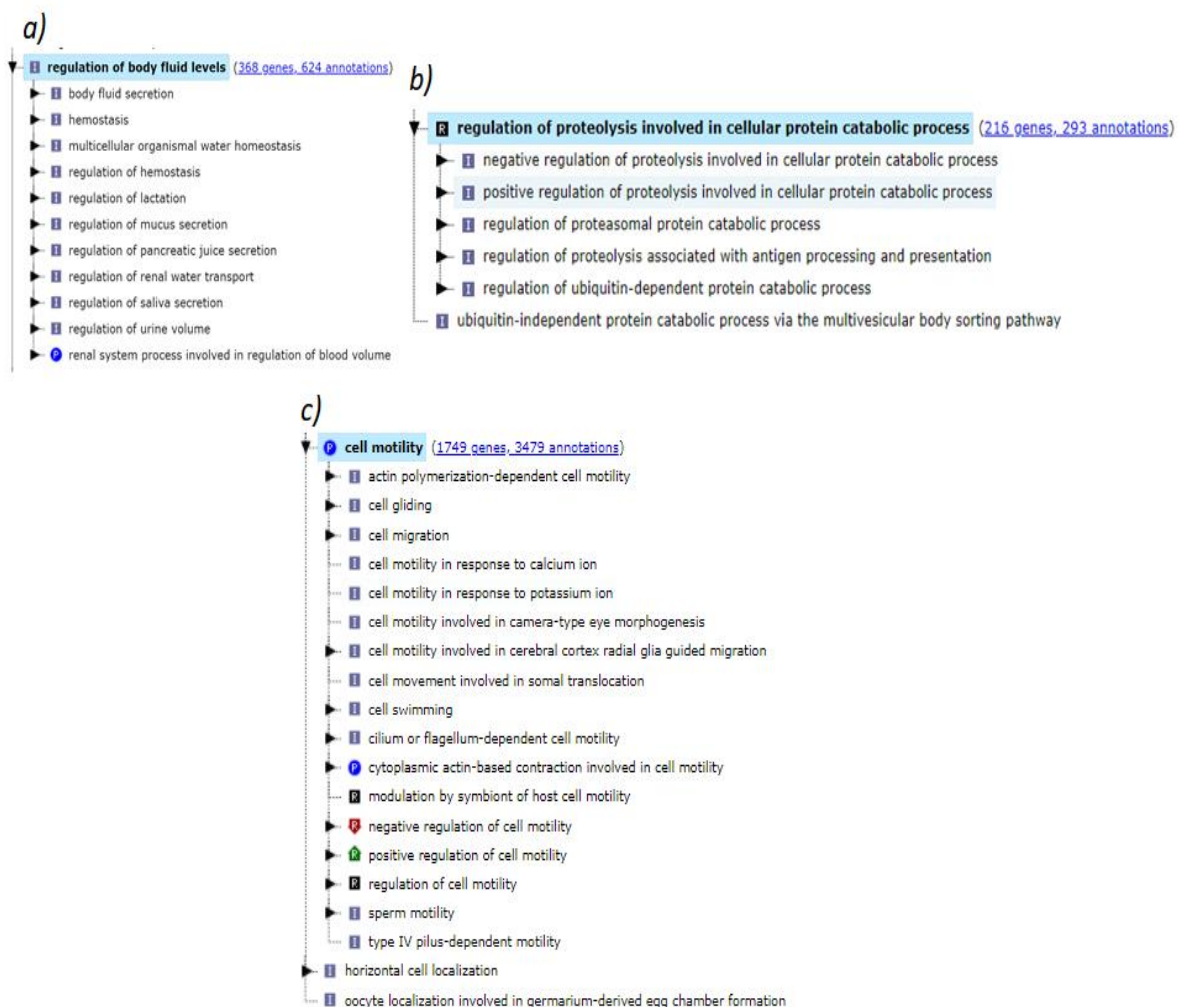 a)
regulation of body fluid levels (368 genes, 624 annotations)
body fluid secretion
hemostasis
multicellular organismal water homeostasis
regulation of hemostasis
regulation of lactation
regulation of mucus secretion
regulation of pancreatic juice secretion
regulation of renal water transport
regulation of saliva secretion
regulation of urine volume
P renal system process involved in regulation of blood volume
b)
R regulation of proteolysis involved in cellular protein catabolic process (216 genes, 293 annotations)
I negative regulation of proteolysis involved in cellular protein catabolic process
I positive regulation of proteolysis involved in cellular protein catabolic process
I regulation of proteasomal protein catabolic process
I regulation of proteolysis associated with antigen processing and presentation
I regulation of ubiquitin-dependent protein catabolic process
I ubiquitin-independent protein catabolic process via the multivesicular body sorting pathway
c)
P cell motility (1749 genes, 3479 annotations)
I actin polymerization-dependent cell motility
I cell gliding
I cell migration
I cell motility in response to calcium ion
I cell motility in response to potassium ion
I cell motility involved in camera-type eye morphogenesis
I cell motility involved in cerebral cortex radial glia guided migration
I cell movement involved in somal translocation
I cell swimming
I cilium or flagellum-dependent cell motility
P cytoplasmic actin-based contraction involved in cell motility
R modulation by symbiont of host cell motility
R negative regulation of cell motility
R positive regulation of cell motility
R regulation of cell motility
I sperm motility
I type IV pilus-dependent motility
I horizontal cell localization
I oocyte localization involved in germarium-derived egg chamber formation